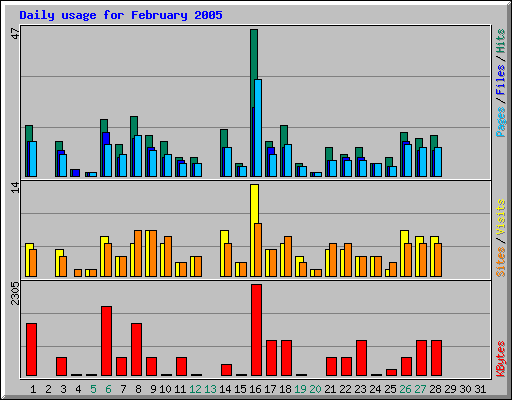 Daily usage for February 2005
47
Pages / Files / Hits
14
Sites / Visits
2305
KBytes
1 2 3 4 5 6 7 8 9 10 11 12 13 14 15 16 17 18 19 20 21 22 23 24 25 26 27 28 29 30 31